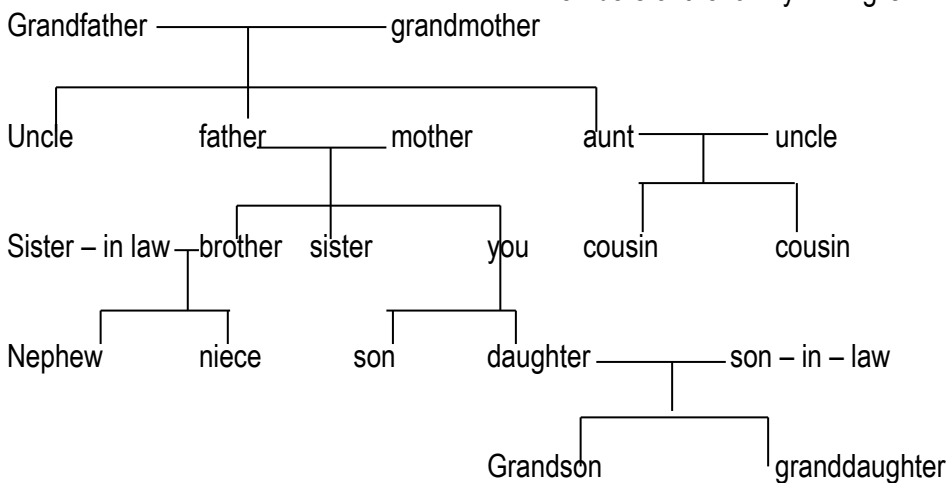 Grandfather grandmother
Uncle father mother aunt uncle
Sister – in law brother sister you cousin cousin
Nephew niece son daughter son – in – law
Grandson granddaughter